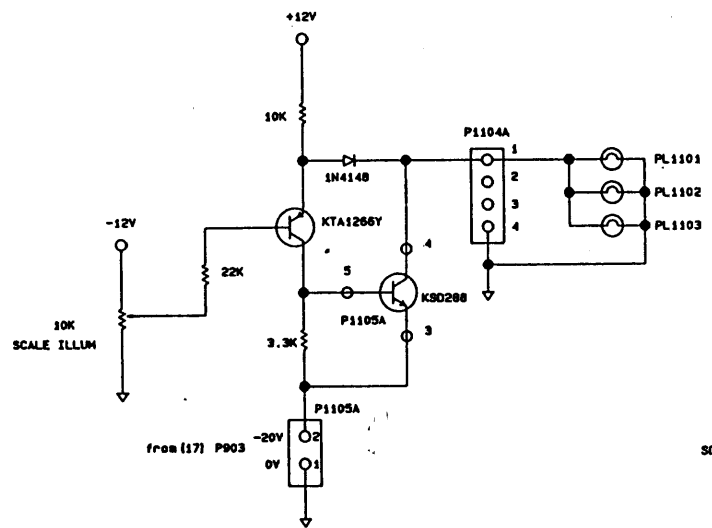 +12V
10K
P1104A
1
2
3
4
PL1101
PL1102
PL1103
1N4148
KTA1266Y
-12V
22K
10K
SCALE ILLUM
4
5
KSD288
P1105A
3
3.3K
P1105A
from (17) P903
-20V
2
0V
1
SC